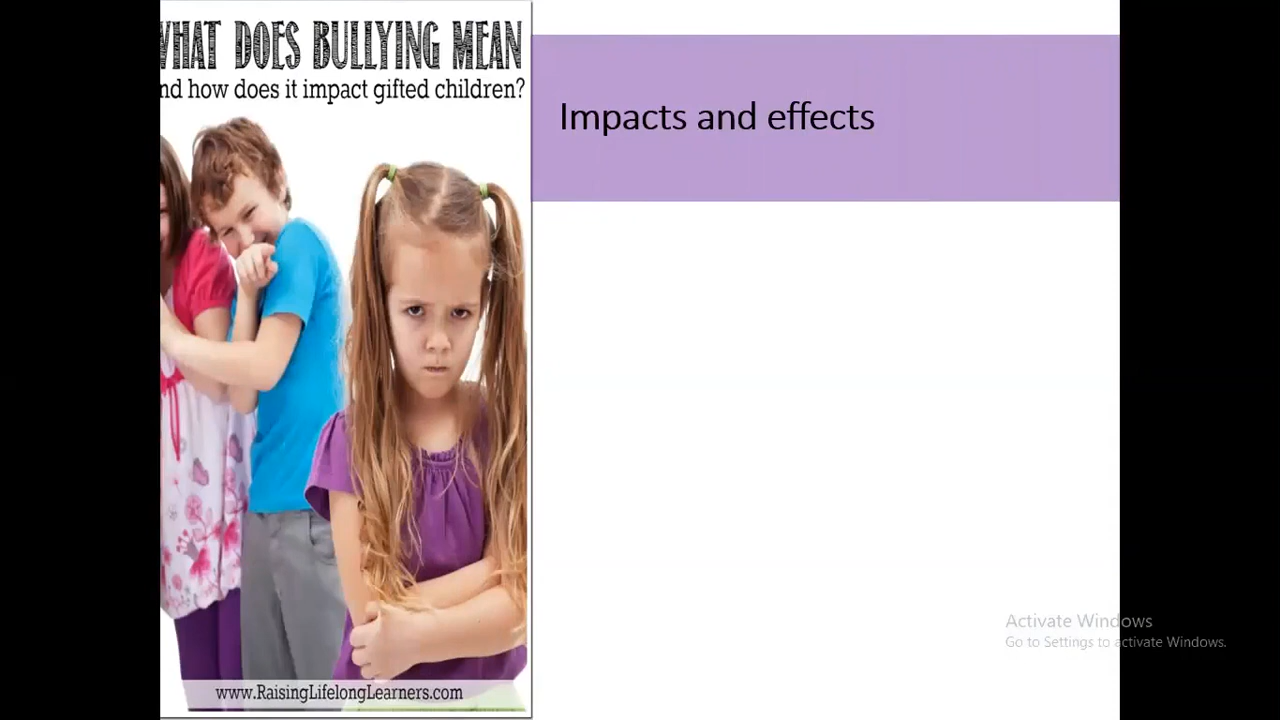 WHAT DOES BULLYING MEAN
nd how does it impact gifted children?
Impacts and effects
Activate Windows
Go to Settings to activate Windows.
www.RaisingLifelongLearners.com